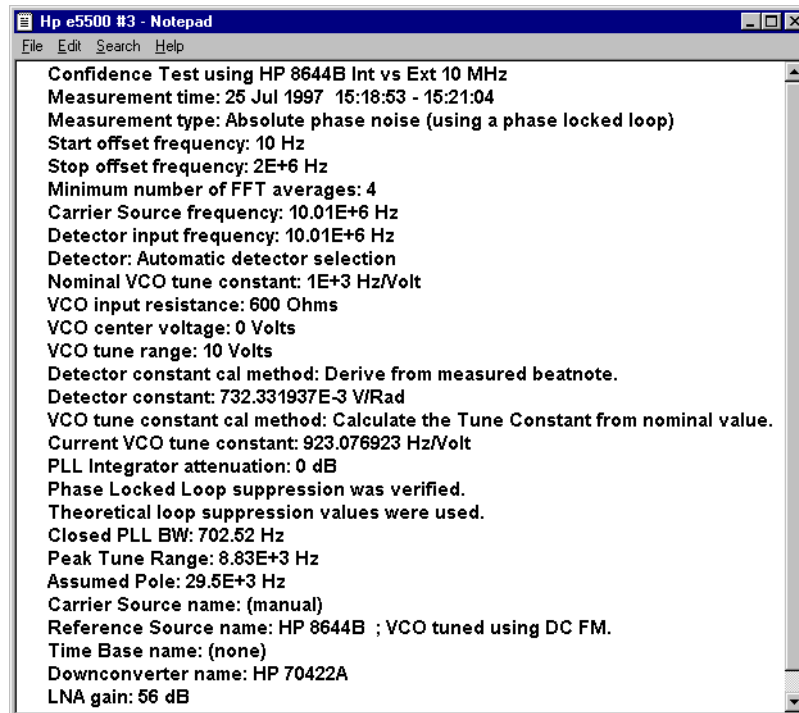 Hp e5500 #3 - Notepad
File Edit Search Help
Confidence Test using HP 8644B Int vs Ext 10 MHz
Measurement time: 25 Jul 1997  15:18:53 - 15:21:04
Measurement type: Absolute phase noise (using a phase locked loop)
Start offset frequency: 10 Hz
Stop offset frequency: 2E+6 Hz
Minimum number of FFT averages: 4
Carrier Source frequency: 10.01E+6 Hz
Detector input frequency: 10.01E+6 Hz
Detector: Automatic detector selection
Nominal VCO tune constant: 1E+3 Hz/Volt
VCO input resistance: 600 Ohms
VCO center voltage: 0 Volts
VCO tune range: 10 Volts
Detector constant cal method: Derive from measured beatnote.
Detector constant: 732.331937E-3 V/Rad
VCO tune constant cal method: Calculate the Tune Constant from nominal value.
Current VCO tune constant: 923.076923 Hz/Volt
PLL Integrator attenuation: 0 dB
Phase Locked Loop suppression was verified.
Theoretical loop suppression values were used.
Closed PLL BW: 702.52 Hz
Peak Tune Range: 8.83E+3 Hz
Assumed Pole: 29.5E+3 Hz
Carrier Source name: (manual)
Reference Source name: HP 8644B  ; VCO tuned using DC FM.
Time Base name: (none)
Downconverter name: HP 70422A
LNA gain: 56 dB